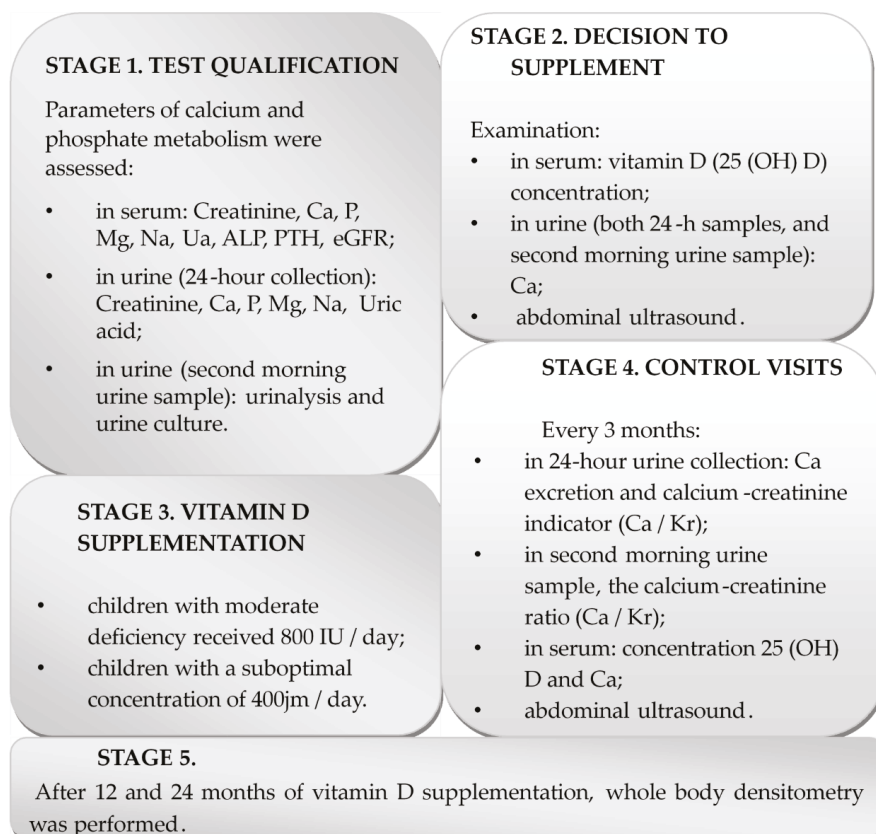 STAGE 1. TEST QUALIFICATION
Parameters of calcium and
phosphate metabolism were
assessed:
• in serum: Creatinine, Ca, P,
Mg, Na, Ua, ALP, PTH, eGFR;
• in urine (24-hour collection):
Creatinine, Ca, P, Mg, Na, Uric
acid;
• in urine (second morning
urine sample): urinalysis and
urine culture.
STAGE 2. DECISION TO
SUPPLEMENT
Examination:
• in serum: vitamin D (25 (OH) D)
concentration;
• in urine (both 24-h samples, and
second morning urine sample):
Ca;
• abdominal ultrasound.
STAGE 3. VITAMIN D
SUPPLEMENTATION
• children with moderate
deficiency received 800 IU / day;
• children with a suboptimal
concentration of 400jm / day.
STAGE 4. CONTROL VISITS
Every 3 months:
• in 24-hour urine collection: Ca
excretion and calcium-creatinine
indicator (Ca / Kr);
• in second morning urine
sample, the calcium-creatinine
ratio (Ca / Kr);
• in serum: concentration 25 (OH)
D and Ca;
• abdominal ultrasound.
STAGE 5.
After 12 and 24 months of vitamin D supplementation, whole body densitometry
was performed.